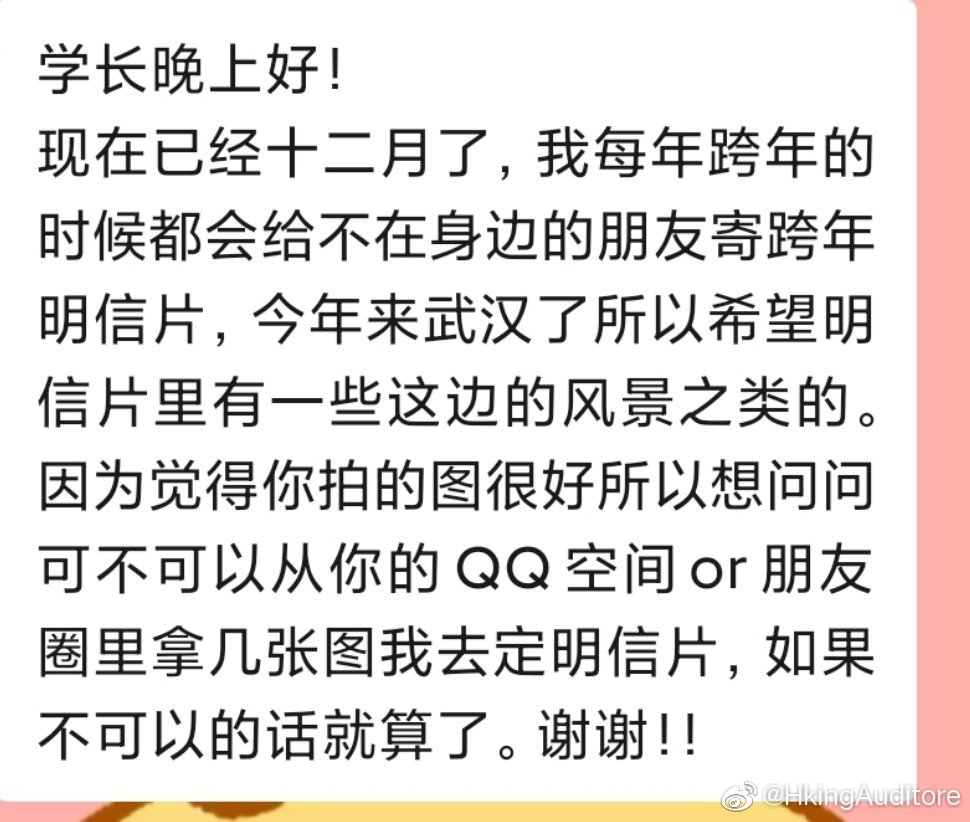 学长晚上好!
现在已经十二月了, 我每年跨年的
时候都会给不在身边的朋友寄跨年
明信片, 今年来武汉了所以希望明
信片里有一些这边的风景之类的。
因为觉得你拍的图很好所以想问问
可不可以从你的 QQ 空间 or 朋友
圈里拿几张图我去定明信片, 如果
不可以的话就算了。谢谢!!
@HkingAuditore